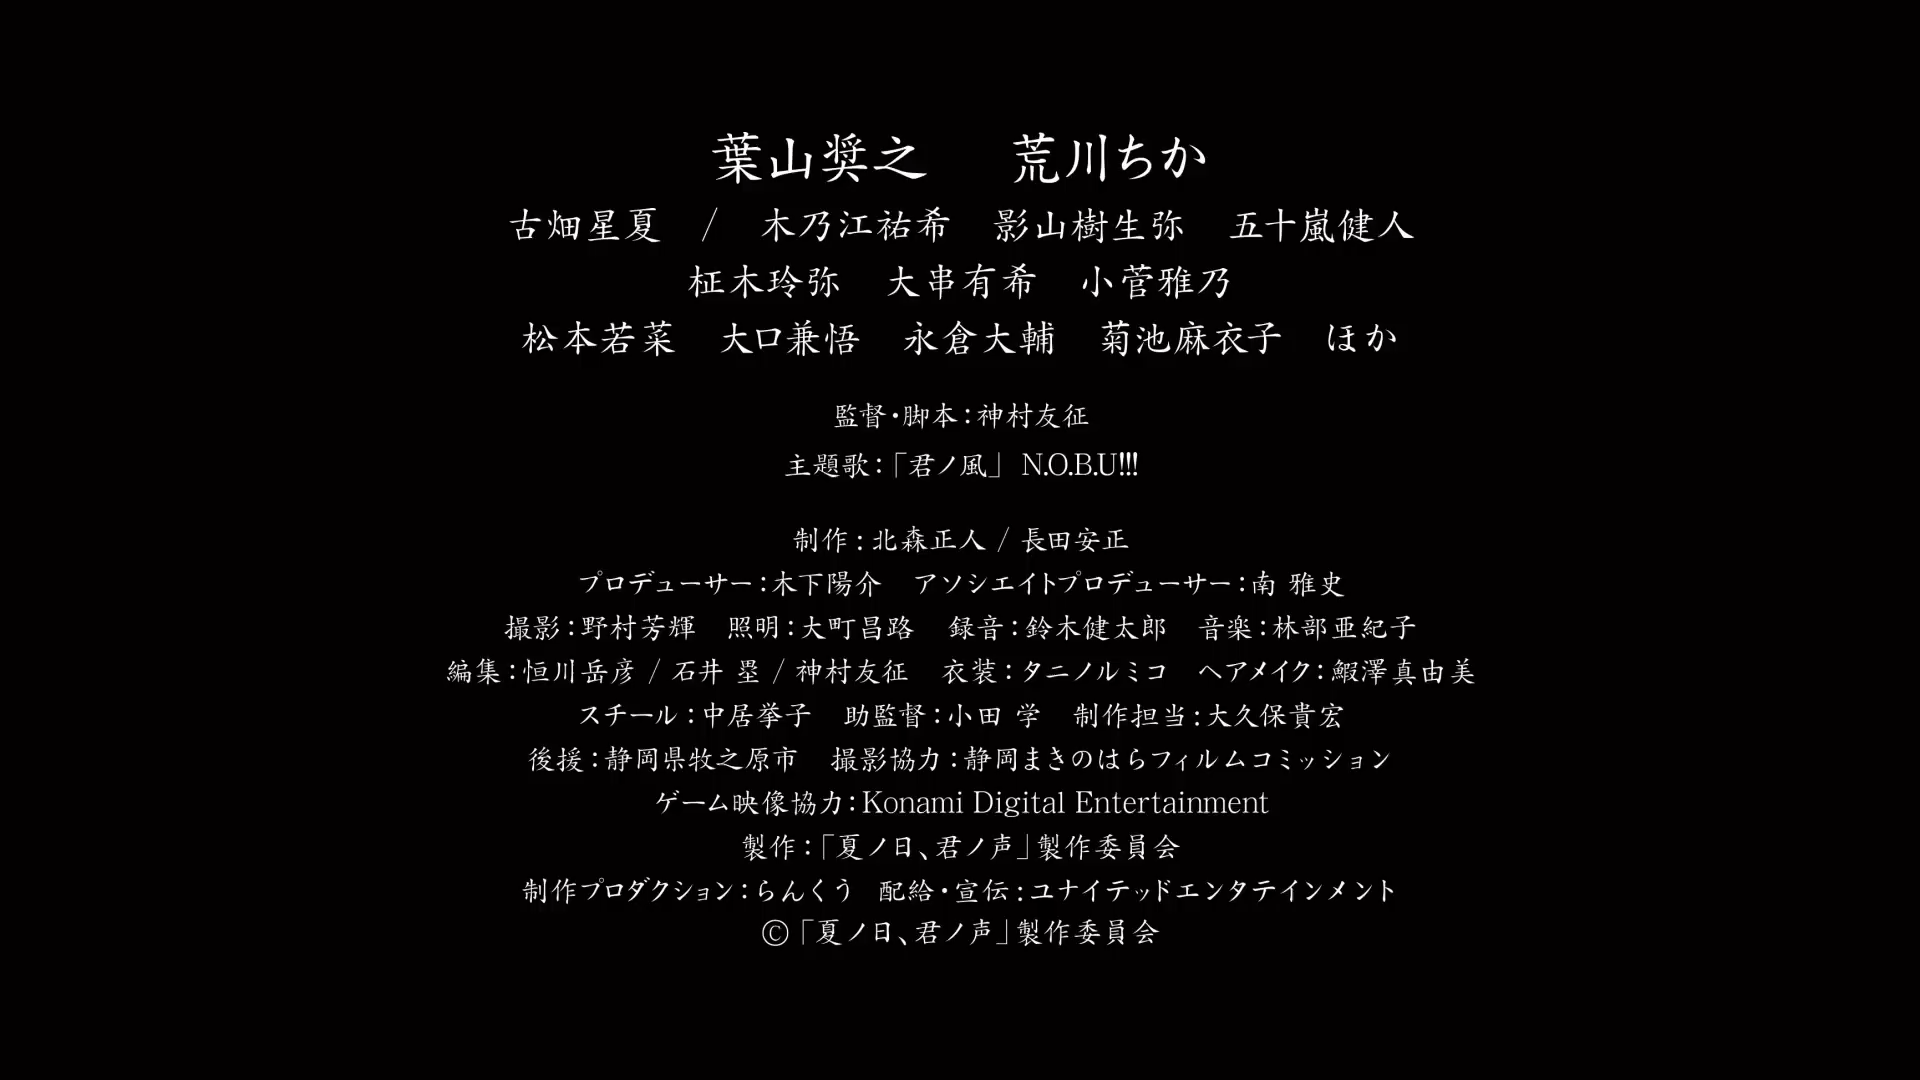 葉山奨之 荒川ちか
古畑星夏 / 木乃江祐希 影山樹生弥 五十嵐健人
柾木玲弥 大串有希 小菅雅乃
松本若菜 大口兼悟 永倉大輔 菊池麻衣子 ほか
監督・脚本：神村友征
主題歌：「君ノ風」 N.O.B.U!!!
制作：北森正人 / 長田安正
プロデューサー：木下陽介 アソシエイトプロデューサー：南 雅史
撮影：野村芳輝 照明：大町昌路 録音：鈴木健太郎 音楽：林部亜紀子
編集：恒川岳彦 / 石井 塁 / 神村友征 衣装：タニノルミコ ヘアメイク：鰕澤真由美
スチール：中居挙子 助監督：小田 学 制作担当：大久保貴宏
後援：静岡県牧之原市 撮影協力：静岡まきのはらフィルムコミッション
ゲーム映像協力：Konami Digital Entertainment
製作：「夏ノ日、君ノ声」製作委員会
制作プロダクション：らんくう 配給・宣伝：ユナイテッドエンタテインメント
©「夏ノ日、君ノ声」製作委員会